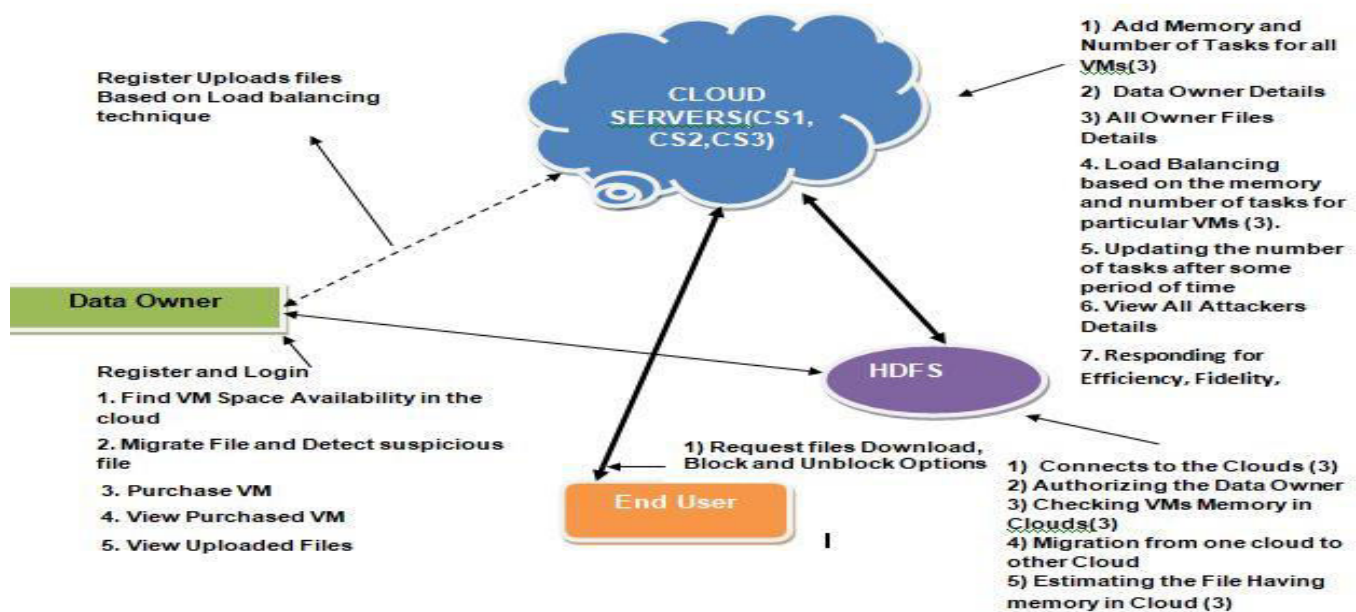 Register Uploads files
Based on Load balancing
technique
CLOUD
SERVERS(CS1,
CS2,CS3)
1) Add Memory and
Number of Tasks for all
VMs(3)
2) Data Owner Details
3) All Owner Files
Details
4. Load Balancing
based on the memory
and number of tasks for
particular VMs (3).
5. Updating the number
of tasks after some
period of time
6. View All Attackers
Details
7. Responding for
Efficiency, Fidelity,
Data Owner
Register and Login
1. Find VM Space Availability in the
cloud
2. Migrate File and Detect suspicious
file
3. Purchase VM
4. View Purchased VM
5. View Uploaded Files
HDFS
1) Request files Download,
Block and Unblock Options
End User
1) Connects to the Clouds (3)
2) Authorizing the Data Owner
3) Checking VMs Memory in
Clouds(3)
4) Migration from one cloud to
other Cloud
5) Estimating the File Having
memory in Cloud (3)